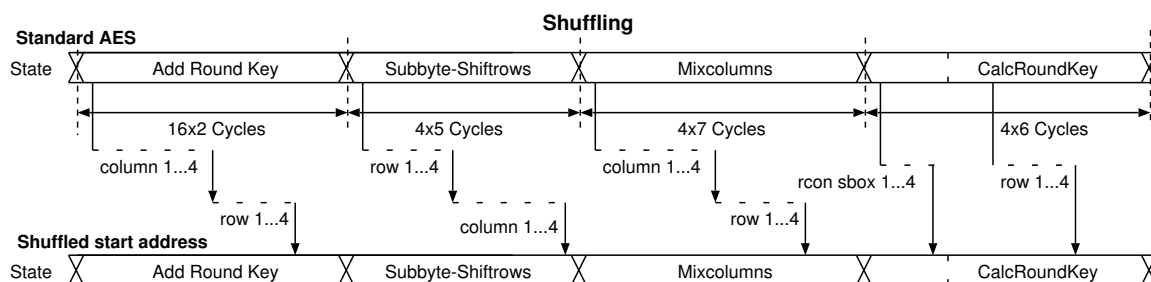 Shuffling
Standard AES
State Add Round Key Subbyte-Shiftrows Mixcolumns CalcRoundKey
16x2 Cycles 4x5 Cycles 4x7 Cycles 4x6 Cycles
column 1...4 row 1...4 column 1...4 rcon sbox 1...4 row 1...4
row 1...4 column 1...4 row 1...4
Shuffled start address
State Add Round Key Subbyte-Shiftrows Mixcolumns CalcRoundKey